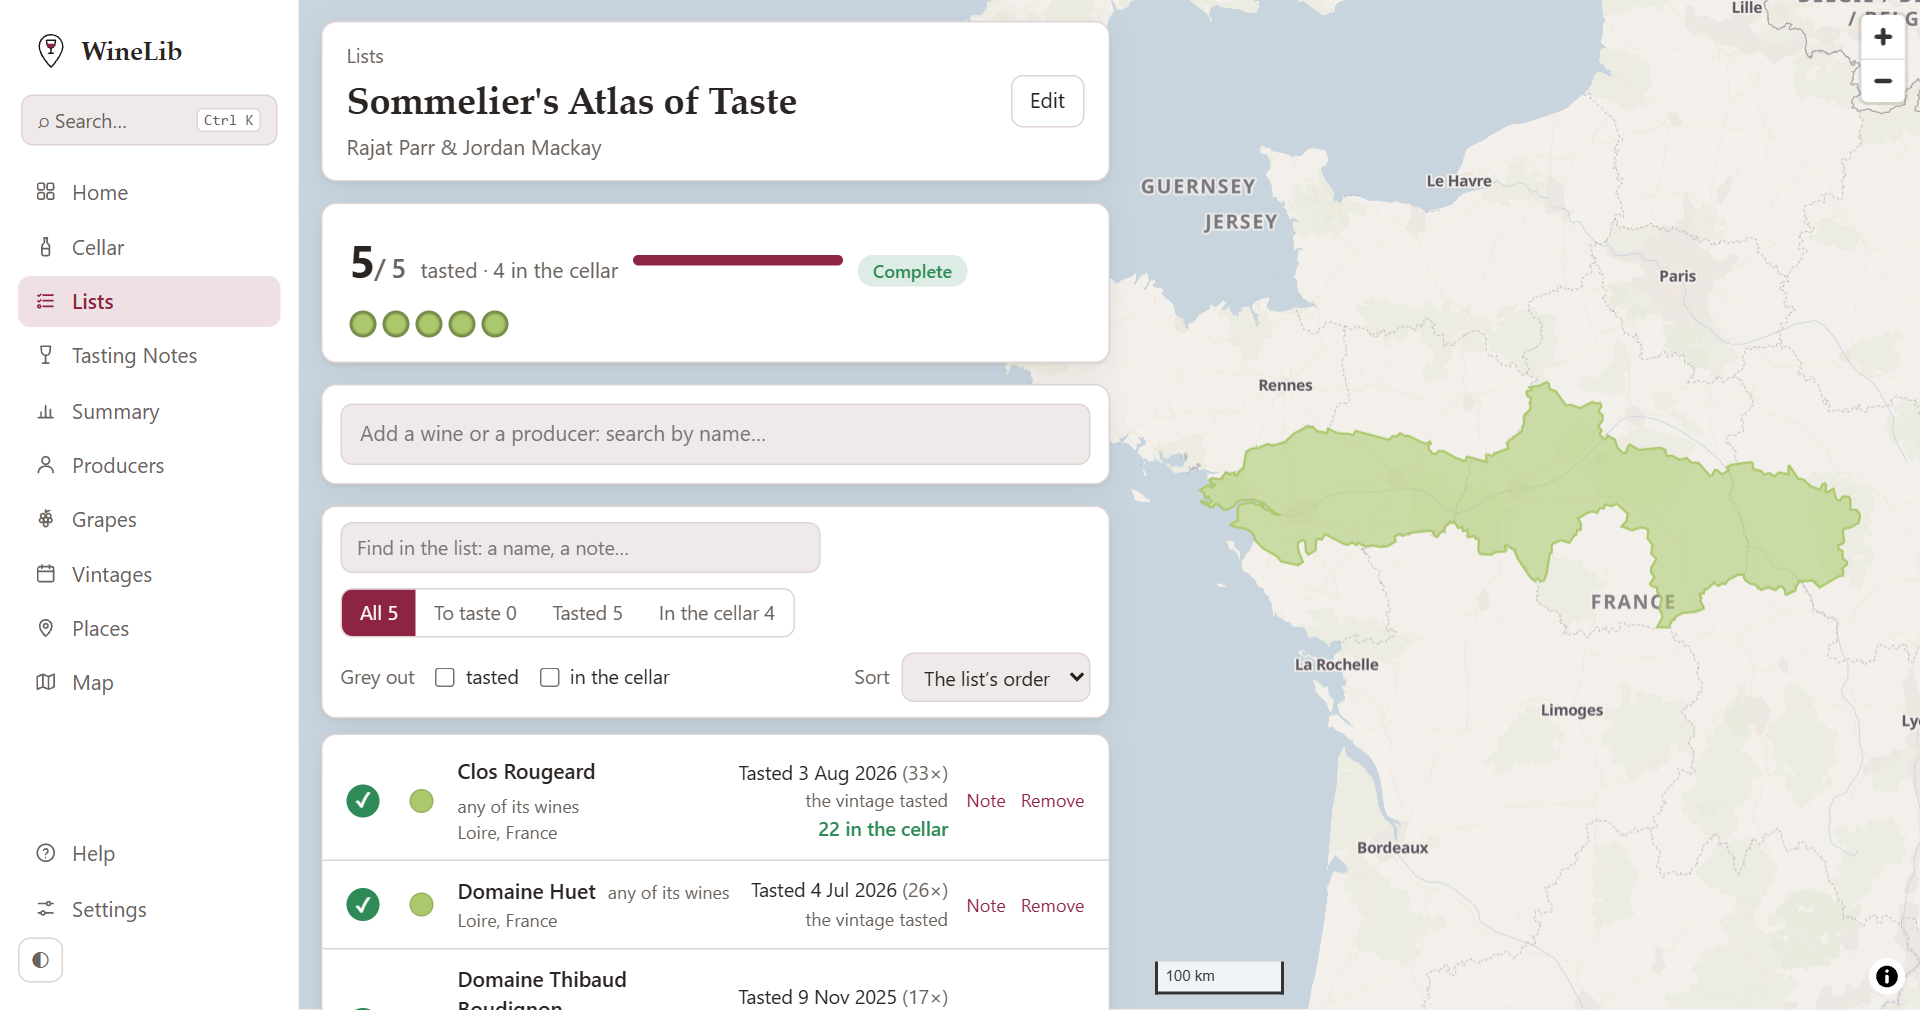 WineLib
Search...
Ctrl K
Home
Cellar
Lists
Tasting Notes
Summary
Producers
Grapes
Vintages
Places
Map
Help
Settings
Lists
Sommelier's Atlas of Taste
Rajat Parr & Jordan Mackay
Edit
5/ 5 tasted · 4 in the cellar
Complete
Add a wine or a producer: search by name...
Find in the list: a name, a note...
All 5
To taste 0
Tasted 5
In the cellar 4
Grey out
tasted
in the cellar
Sort
The list's order
Clos Rougeard
any of its wines
Loire, France
Tasted 3 Aug 2026 (33×)
the vintage tasted
22 in the cellar
Note
Remove
Domaine Huet any of its wines
Loire, France
Tasted 4 Jul 2026 (26×)
the vintage tasted
Note
Remove
Domaine Thibaud
Boudignon
Tasted 9 Nov 2025 (17×)
Lille
GUERNSEY
JERSEY
Le Havre
Paris
Rennes
FRANCE
La Rochelle
Limoges
Ly
Bordeaux
100 km